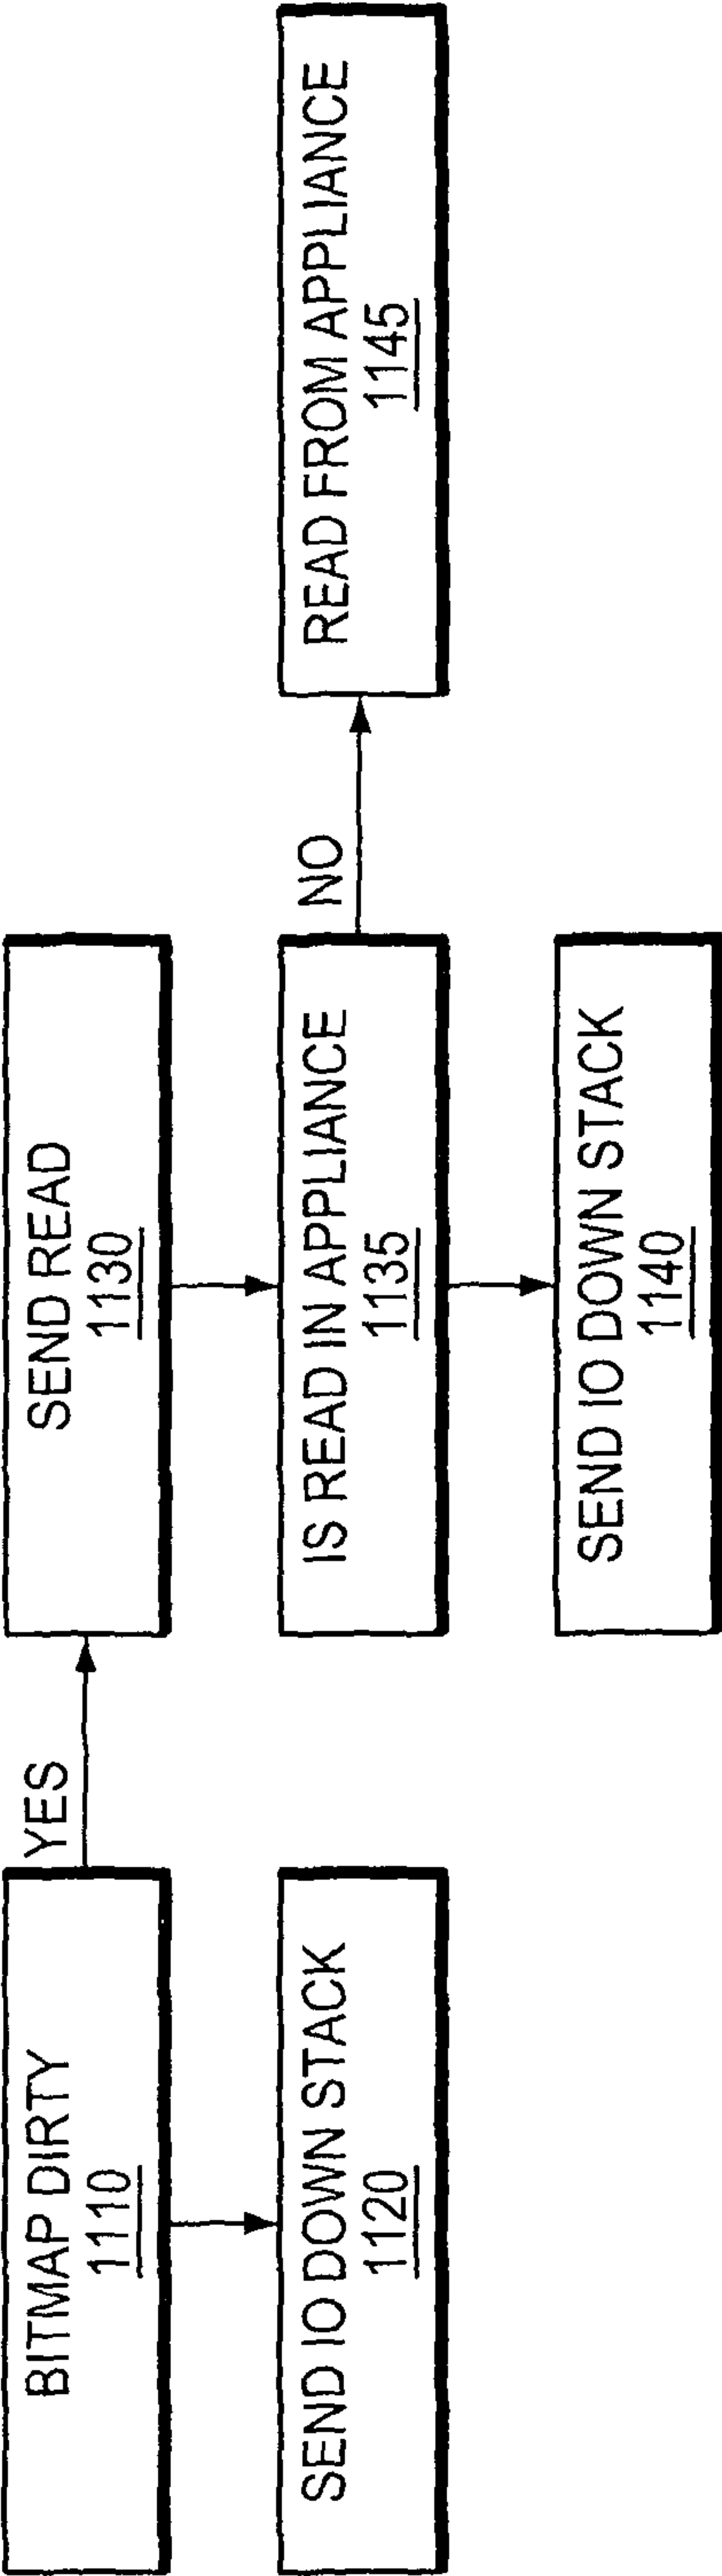 BITMAP DIRTY
1110
YES
SEND READ
1130
SEND IO DOWN STACK
1120
IS READ IN APPLIANCE
1135
NO
READ FROM APPLIANCE
1145
SEND IO DOWN STACK
1140